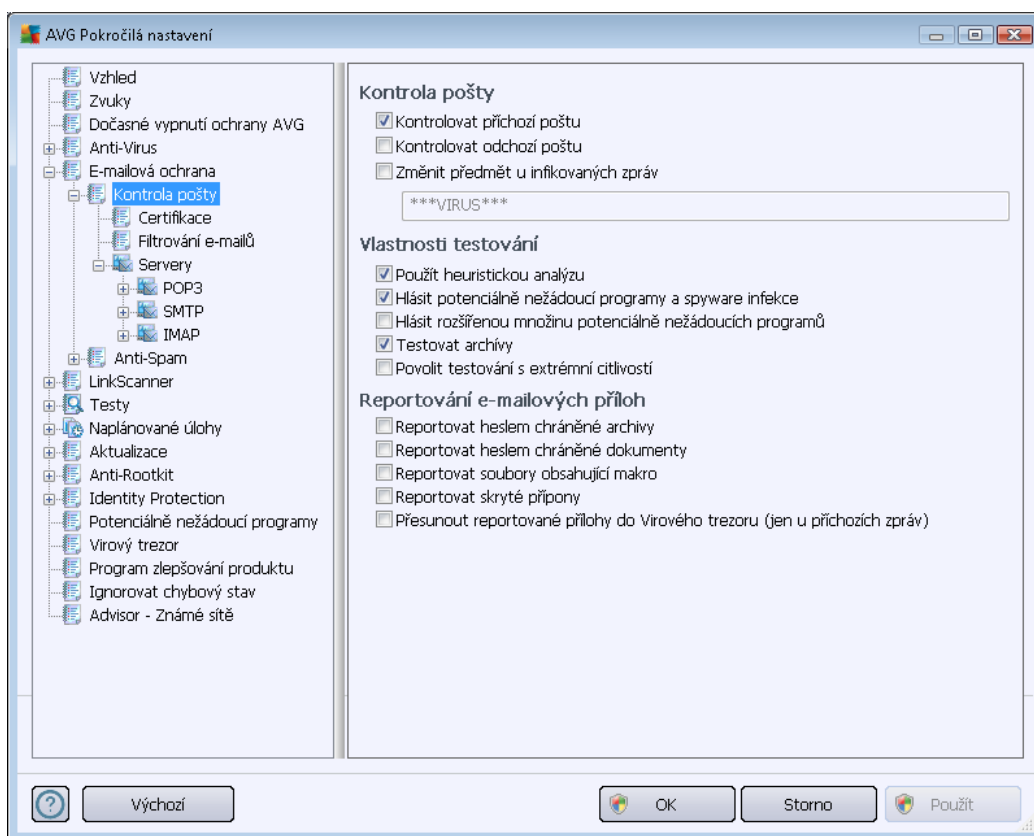 AVG Pokročilá nastavení
Vzhled
Zvuky
Dočasné vypnutí ochrany AVG
Anti-Virus
E-mailová ochrana
Kontrola pošty
Certifikace
Filtrování e-mailů
Servery
POP3
SMTP
IMAP
Anti-Spam
LinkScanner
Testy
Naplánované úlohy
Aktualizace
Anti-Rootkit
Identity Protection
Potenciálně nežádoucí programy
Virový trezor
Program zlepšování produktu
Ignorovat chybový stav
Advisor - Známé sítě
Kontrola pošty
Kontrolovat příchozí poštu
Kontrolovat odchozí poštu
Změnit předmět u infikovaných zpráv
***VIRUS***
Vlastnosti testování
Použít heuristickou analýzu
Hlásit potenciálně nežádoucí programy a spyware infekce
Hlásit rozšířenou množinu potenciálně nežádoucích programů
Testovat archívy
Povolit testování s extrémní citlivostí
Reportování e-mailových příloh
Reportovat heslem chráněné archivy
Reportovat heslem chráněné dokumenty
Reportovat soubory obsahující makro
Reportovat skryté přípony
Přesunout reportované přílohy do Virového trezoru (jen u příchozích zpráv)
Výchozí
OK
Storno
Použít